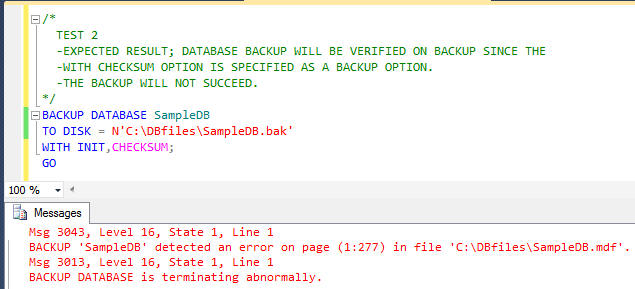 /*
TEST 2
-EXPECTED RESULT; DATABASE BACKUP WILL BE VERIFIED ON BACKUP SINCE THE
-WITH CHECKSUM OPTION IS SPECIFIED AS A BACKUP OPTION.
-THE BACKUP WILL NOT SUCCEED.
*/
BACKUP DATABASE SampleDB
TO DISK = N'C:\DBfiles\SampleDB.bak'
WITH INIT,CHECKSUM;
GO
100 %
Messages
Msg 3043, Level 16, State 1, Line 1
BACKUP 'SampleDB' detected an error on page (1:277) in file 'C:\DBfiles\SampleDB.mdf'.
Msg 3013, Level 16, State 1, Line 1
BACKUP DATABASE is terminating abnormally.